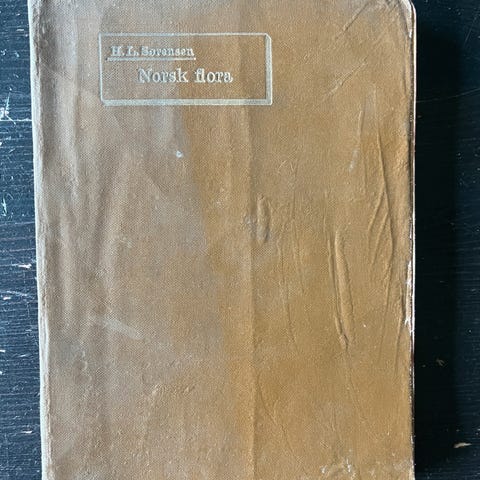 H. L. Sørensen
Norsk flora